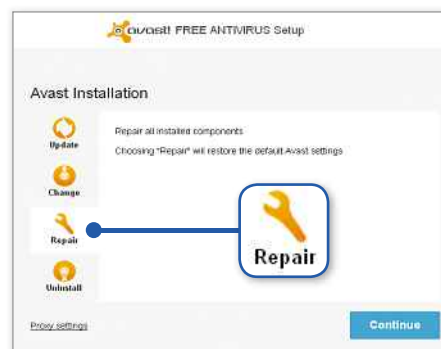 avast! FREE ANTIVIRUS Setup
Avast Installation
Update
Repair all installed components
Choosing "Repair" will restore the default Avast settings
Change
Repair
Repair
Uninstall
Proxy settings
Continue